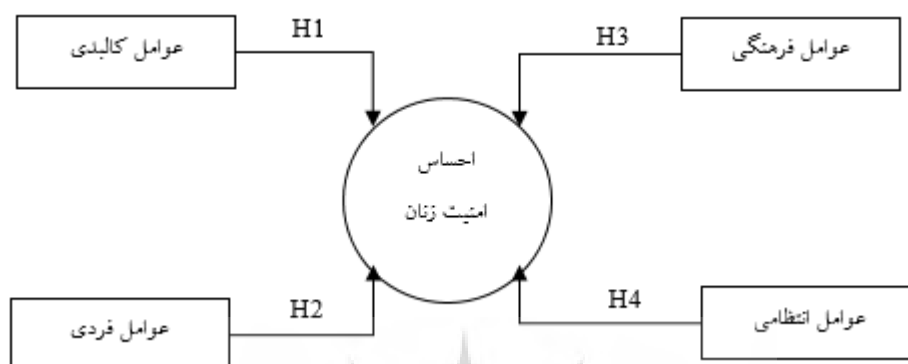 عوامل کالبدی
H1
H3
عوامل فرهنگی
احساس
امنیت زنان
عوامل فردی
H2
H4
عوامل انتظامی